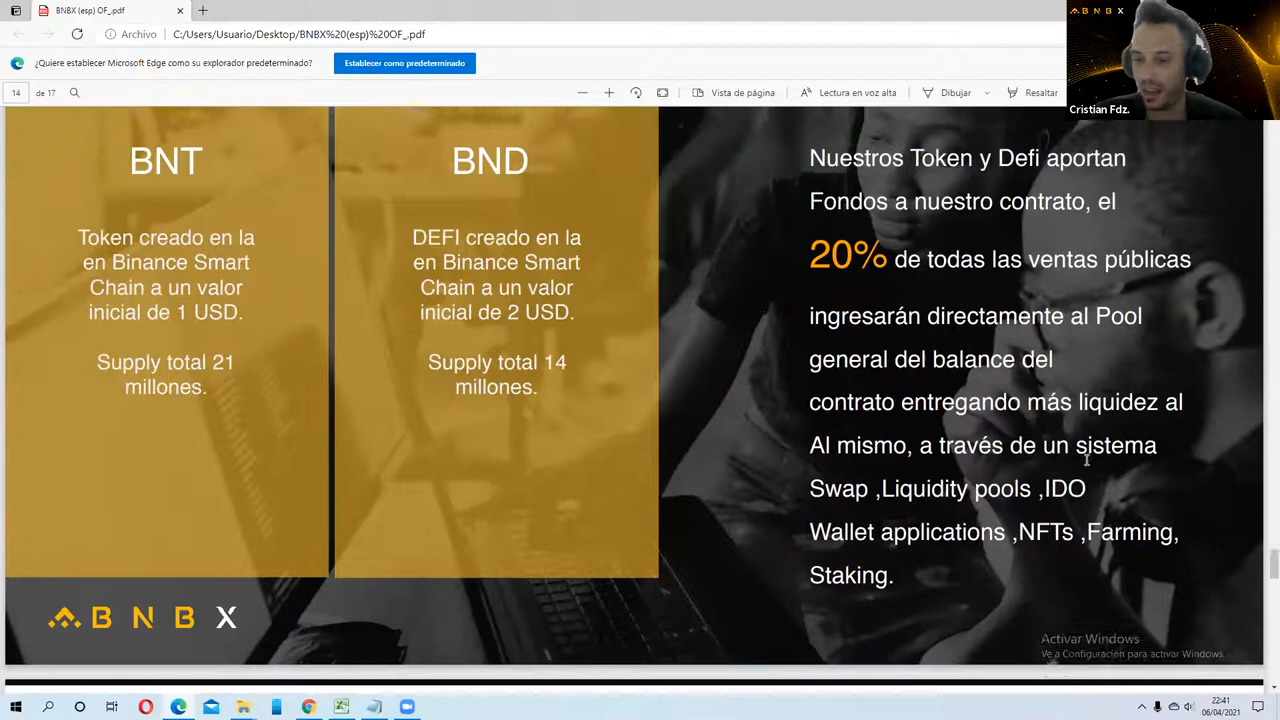 BNBX (esp) OF_.pdf
Archivo
C:/Users/Usuario/Desktop/BNBX%20(esp)%20OF_.pdf
¿Quiere establecer Microsoft Edge como su explorador predeterminado?
Establecer como predeterminado
14 de 17
Vista de página
Lectura en voz alta
Dibujar
Resaltar
B N B X
Cristian Fdz.
BNT
Token creado en la
en Binance Smart
Chain a un valor
inicial de 1 USD.
Supply total 21
millones.
BND
DEFI creado en la
en Binance Smart
Chain a un valor
inicial de 2 USD.
Supply total 14
millones.
Nuestros Token y Defi aportan
Fondos a nuestro contrato, el
20% de todas las ventas públicas
ingresarán directamente al Pool
general del balance del
contrato entregando más liquidez al
Al mismo, a través de un sistema
Swap ,Liquidity pools ,IDO
Wallet applications ,NFTs ,Farming,
Staking.
B N B X
Activar Windows
Ve a Configuración para activar Windows.
22:41
06/04/2021